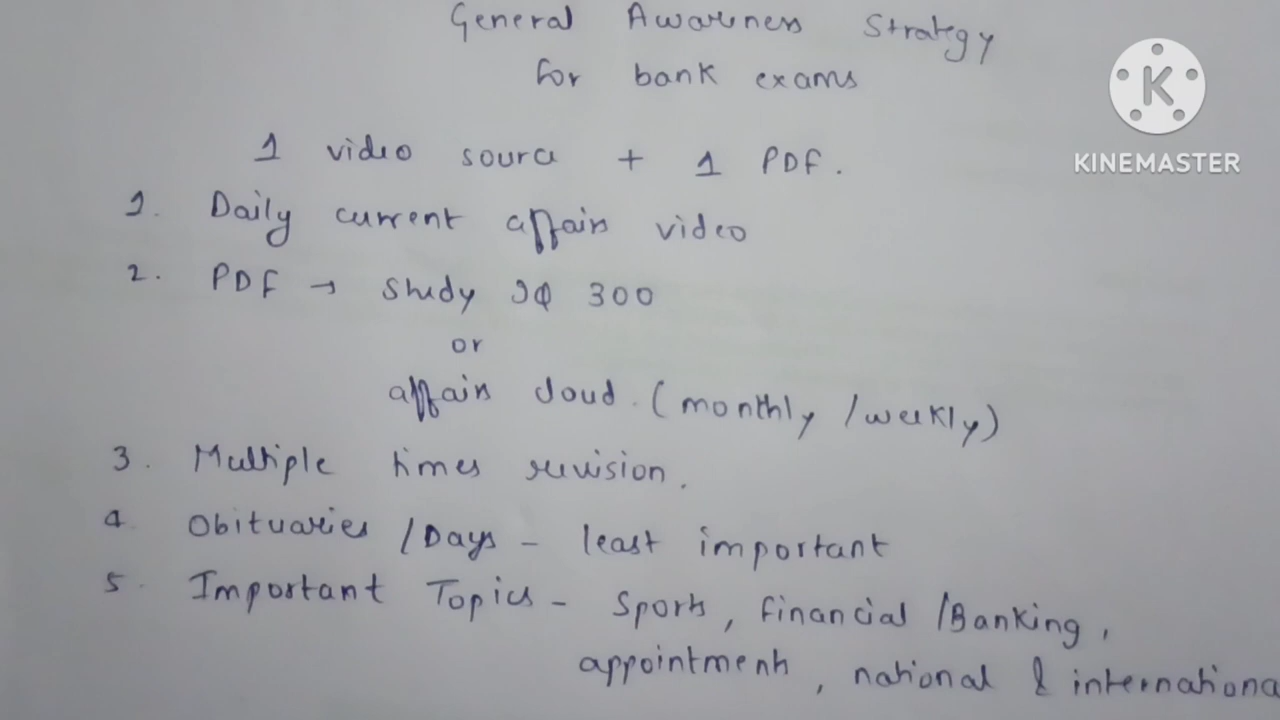 General Awareness Strategy
for bank exams
K
KINEMASTER
1 video source + 1 PDF.
1. Daily current affairs video
2. PDF → Study IQ 300
or
affairs cloud. (monthly /weekly)
3. Multiple times revision.
4 Obituaries /Days - least important
5. Important Topics - Sports, financial /Banking,
appointments, national & internationa